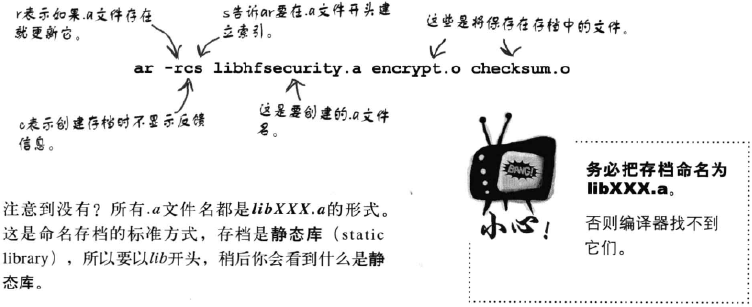 r表示如果.a文件存在
就更新它。
s告诉ar要在.a文件开头建
立索引。
这些是将保存在存档中的文件。
ar -rcs libhfsecurity.a encrypt.o checksum.o
c表示创建存档时不显示反馈
信息。
这是要创建的.a文件
名。
BANG!
小心!
务必把存档命名为
libXXX.a。
否则编译器找不到
它们。
注意到没有？所有.a文件名都是libXXX.a的形式。
这是命名存档的标准方式，存档是静态库（static
library），所以要以lib开头，稍后你会看到什么是静
态库。